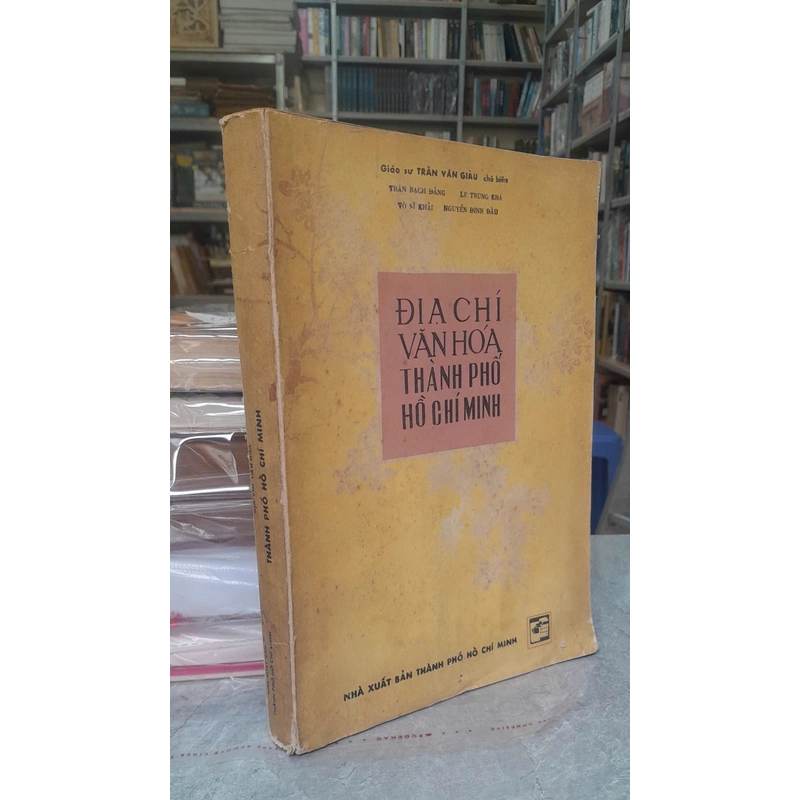 Giáo sư TRẦN VĂN GIÀU chủ biên
TRẦN BẠCH ĐẰNG LÊ TRUNG KHÁ
VÕ SĨ KHẢI NGUYỄN ĐÌNH ĐẦU
ĐỊA CHÍ
VĂN HÓA
THÀNH PHỐ
HỒ CHÍ MINH
NHÀ XUẤT BẢN THÀNH PHỐ HỒ CHÍ MINH
THÀNH PHỐ HỒ CHÍ MINH